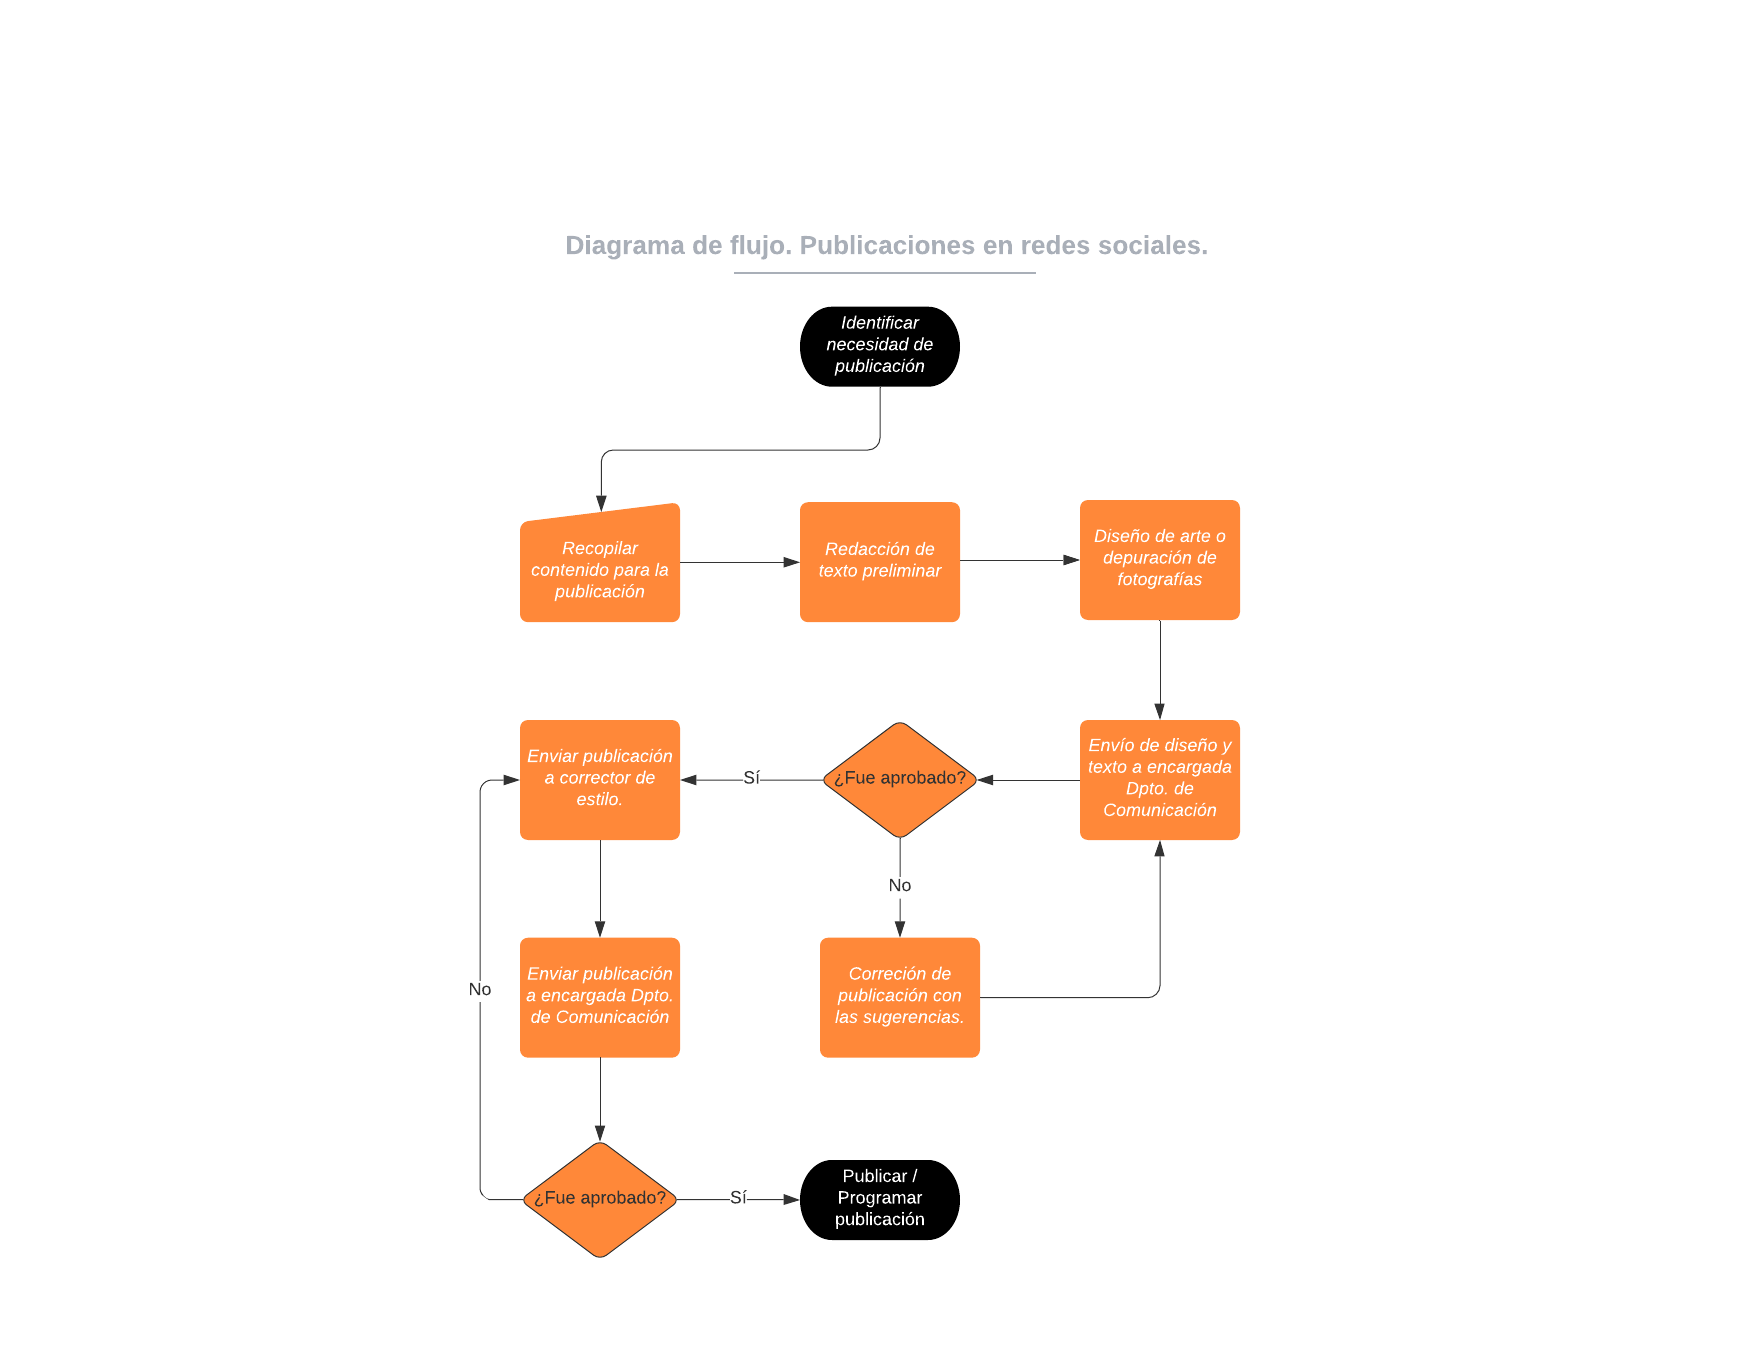 Diagrama de flujo. Publicaciones en redes sociales.
Identificar
necesidad de
publicación
Recopilar
contenido para la
publicación
Redacción de
texto preliminar
Diseño de arte o
depuración de
fotografías
Envío de diseño y
texto a encargada
Dpto. de
Comunicación
¿Fue aprobado?
Sí
Enviar publicación
a corrector de
estilo.
No
Correción de
publicación con
las sugerencias.
Enviar publicación
a encargada Dpto.
de Comunicación
No
¿Fue aprobado?
Sí
Publicar /
Programar
publicación